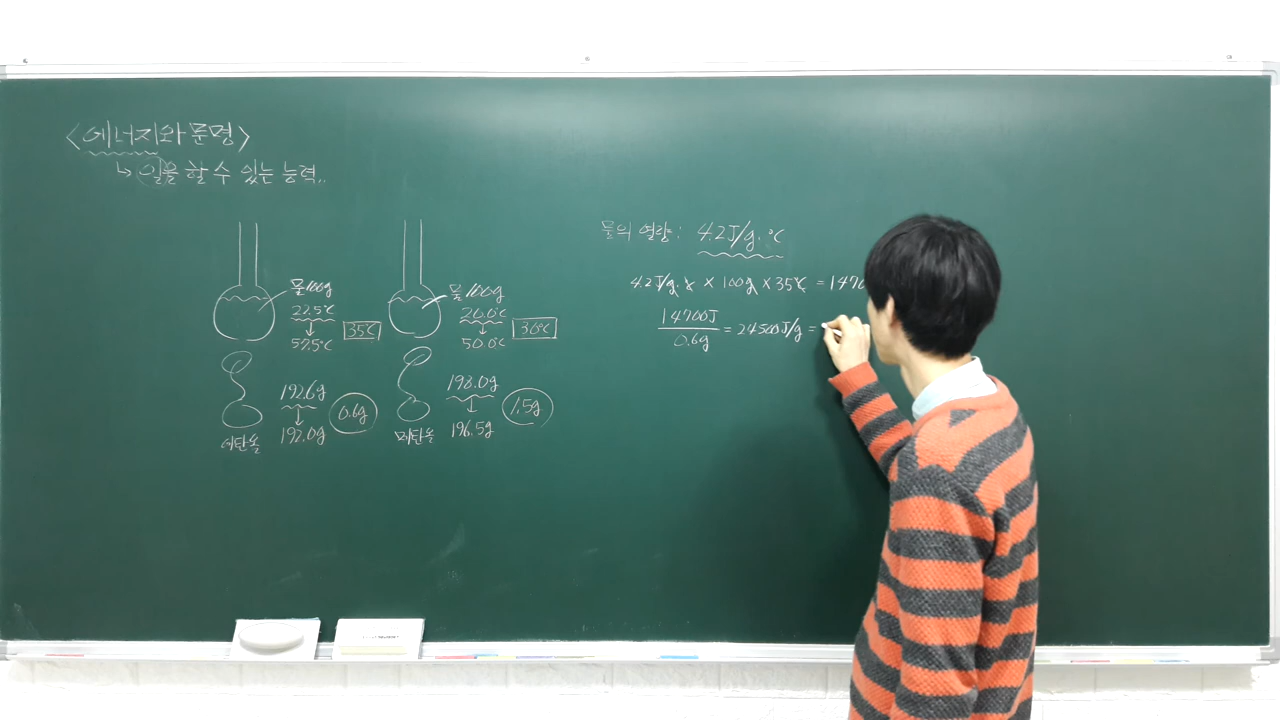 <에너지와 문명>
↳ 일을 할 수 있는 능력..
물 100g
22.5℃
↓
57.5℃
35℃
192.6g
↓
192.0g
0.6g
에탄올
물 100g
20.0℃
↓
50.0℃
30℃
198.0g
↓
196.5g
1.5g
메탄올
물의 열량: 4.2J/g·℃
4.2J/g·℃ × 100g × 35℃ = 1470
14700J
0.6g
= 24500J/g =